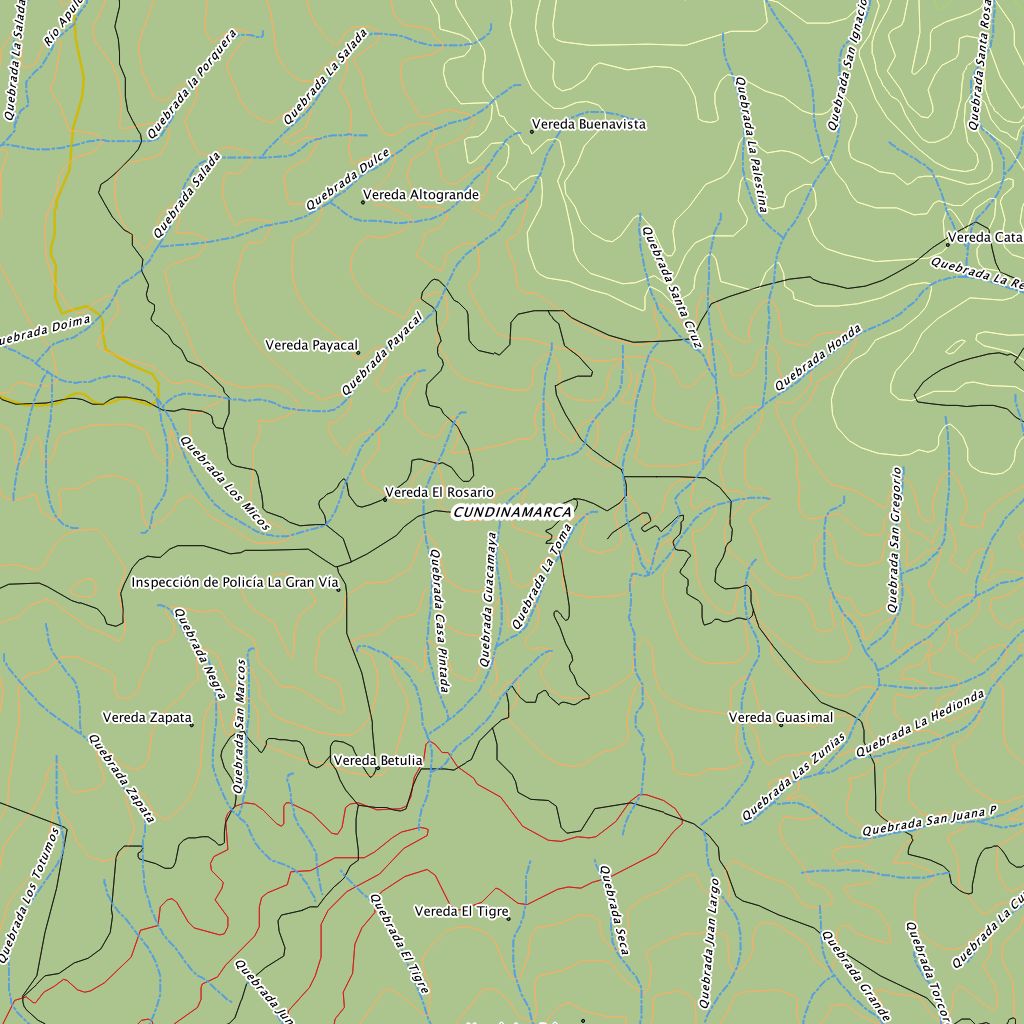 Quebrada La Salada
Río Apulo
Quebrada la Porquera
Quebrada La Salada
Quebrada San Ignacio
Quebrada Santa Rosa
Vereda Buenavista
Quebrada La Palestina
Quebrada Dulce
Quebrada Salada
Vereda Altogrande
Vereda Cata
Quebrada La Re
Quebrada Santa Cruz
uebrada Doima
Vereda Payacal
Quebrada Payacal
Quebrada Honda
Quebrada Los Micos
Vereda El Rosario
CUNDINAMARCA
Quebrada San Gregorio
Quebrada La Toma
Quebrada Guacamaya
Quebrada Casa Pintada
Inspección de Policía La Gran Vía
Quebrada Negra
Quebrada San Marcos
Vereda Zapata
Vereda Guasimal
Quebrada La Hedionda
Quebrada Las Zunias
Quebrada Zapata
Vereda Betulia
Quebrada San Juana P
Quebrada Los Totumos
Vereda El Tigre
Quebrada El Tigre
Quebrada Seca
Quebrada Juan Largo
Quebrada Grande
Quebrada Torcor
Quebrada La Cu
Quebrada Jun